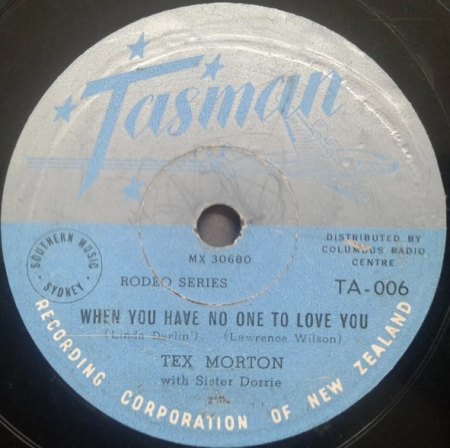 Tasman
MX 30680
SOUTHERN MUSIC
SYDNEY
DISTRIBUTED BY
COLUMBUS RADIO
CENTRE
RODEO SERIES
TA-006
WHEN YOU HAVE NO ONE TO LOVE YOU
(Linda Darlin') (Lawrence Wilson)
TEX MORTON
with Sister Dorrie
RECORDING CORPORATION OF NEW ZEALAND